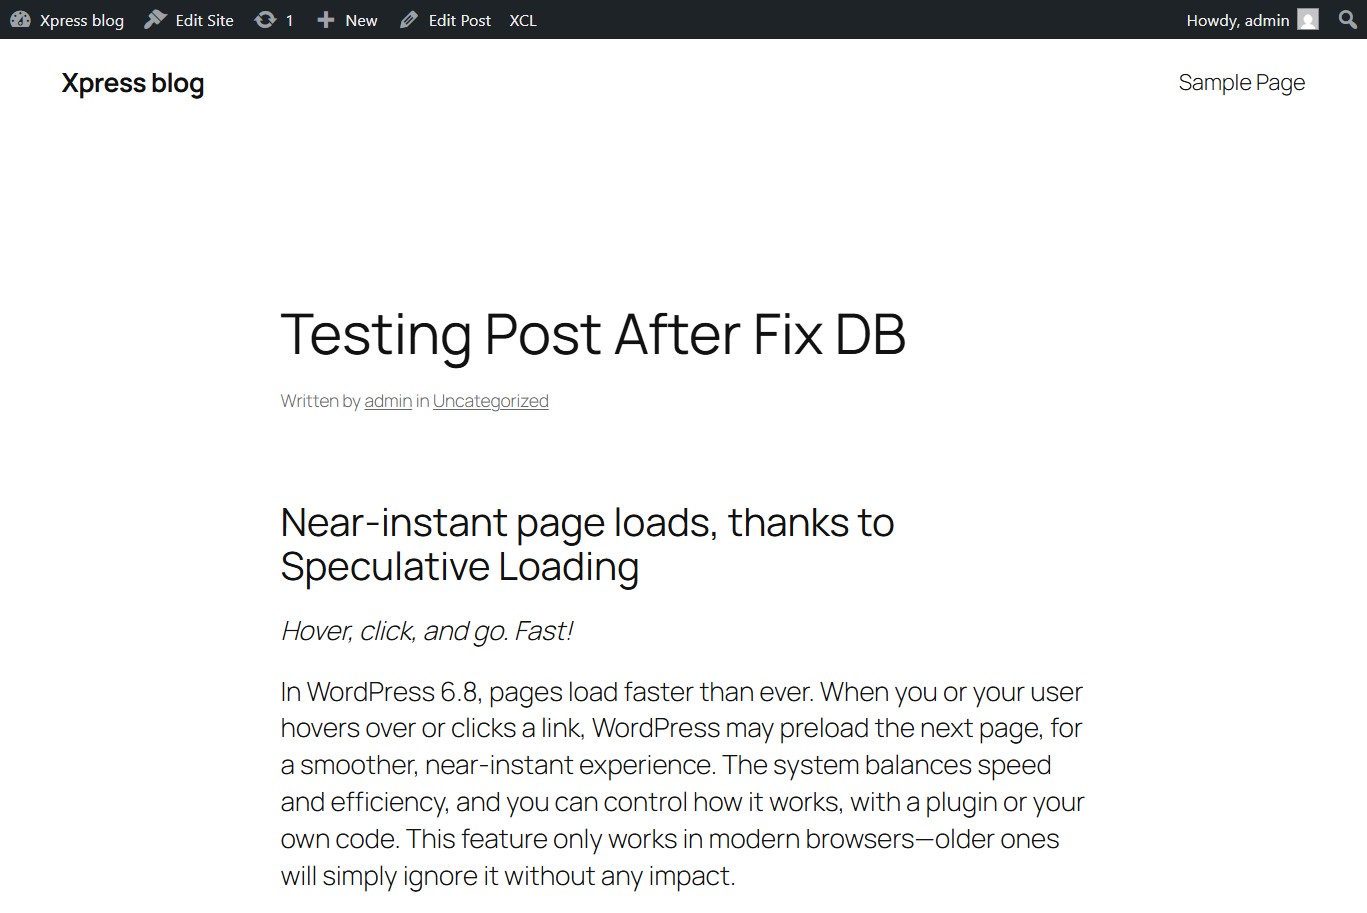 Xpress blog Edit Site 1 New Edit Post XCL Howdy, admin
Xpress blog Sample Page
Testing Post After Fix DB
Written by admin in Uncategorized
Near-instant page loads, thanks to
Speculative Loading
Hover, click, and go. Fast!
In WordPress 6.8, pages load faster than ever. When you or your user
hovers over or clicks a link, WordPress may preload the next page, for
a smoother, near-instant experience. The system balances speed
and efficiency, and you can control how it works, with a plugin or your
own code. This feature only works in modern browsers—older ones
will simply ignore it without any impact.